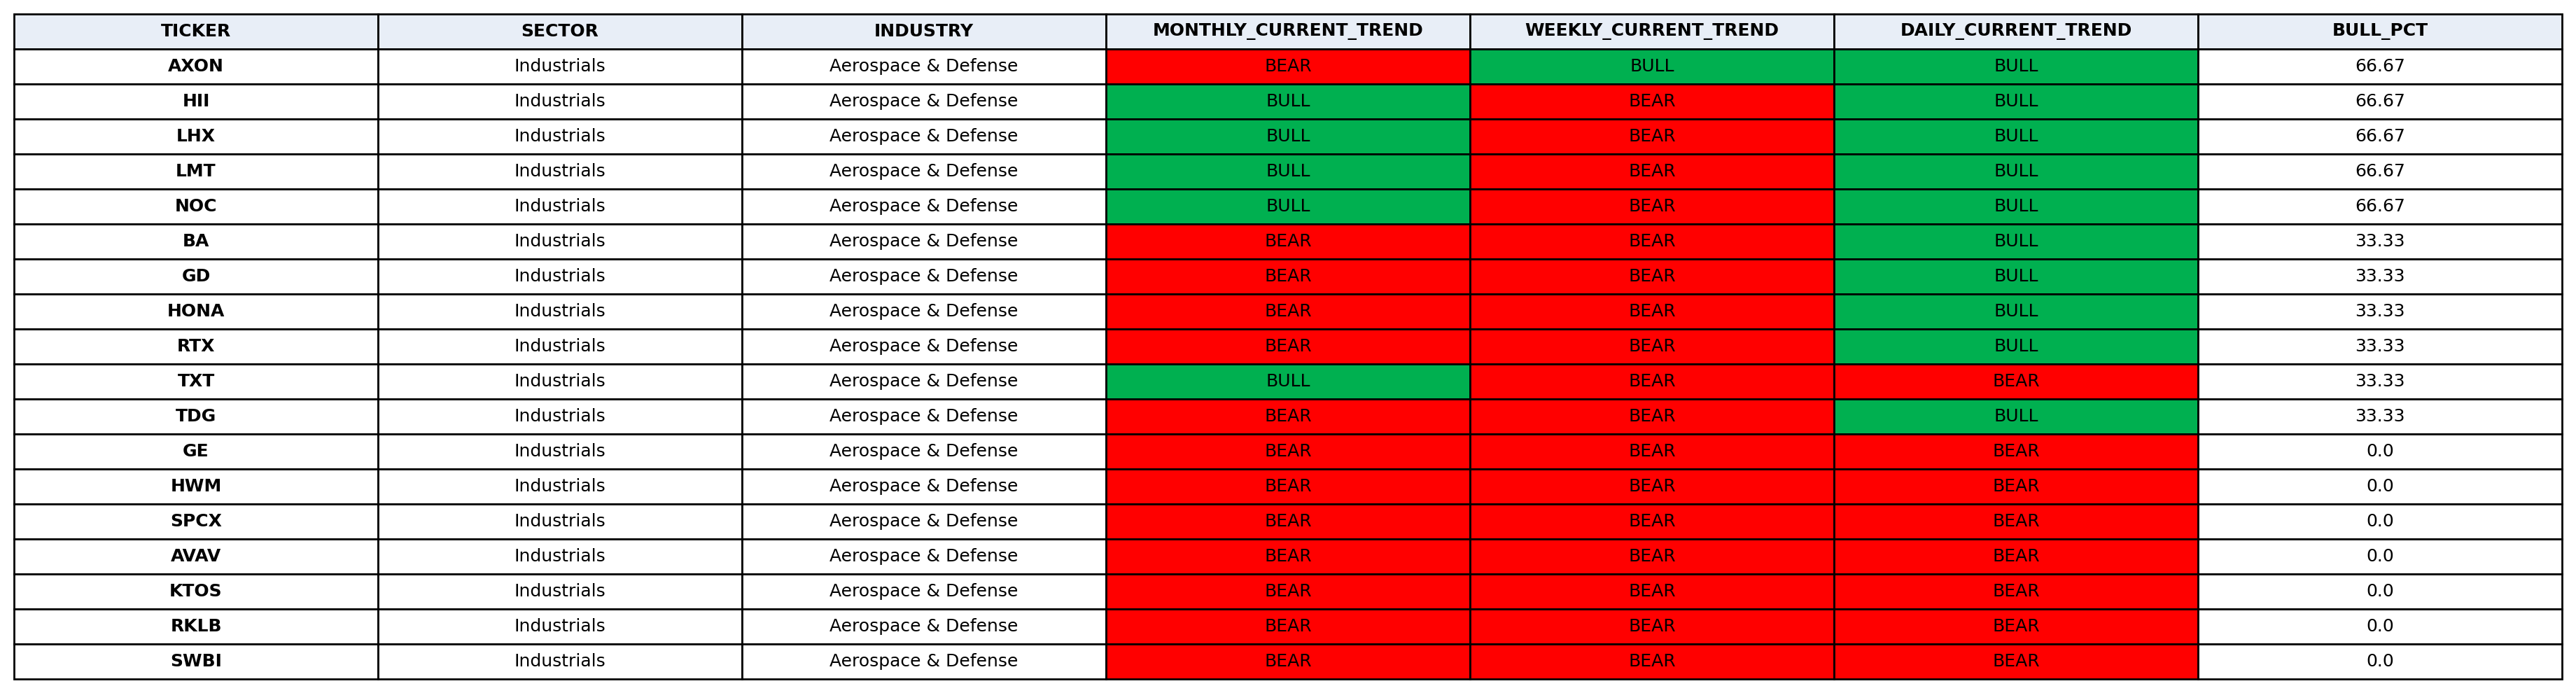 TICKER SECTOR INDUSTRY MONTHLY_CURRENT_TREND WEEKLY_CURRENT_TREND DAILY_CURRENT_TREND BULL_PCT
AXON Industrials Aerospace & Defense BEAR BULL BULL 66.67
HII Industrials Aerospace & Defense BULL BEAR BULL 66.67
LHX Industrials Aerospace & Defense BULL BEAR BULL 66.67
LMT Industrials Aerospace & Defense BULL BEAR BULL 66.67
NOC Industrials Aerospace & Defense BULL BEAR BULL 66.67
BA Industrials Aerospace & Defense BEAR BEAR BULL 33.33
GD Industrials Aerospace & Defense BEAR BEAR BULL 33.33
HONA Industrials Aerospace & Defense BEAR BEAR BULL 33.33
RTX Industrials Aerospace & Defense BEAR BEAR BULL 33.33
TXT Industrials Aerospace & Defense BULL BEAR BEAR 33.33
TDG Industrials Aerospace & Defense BEAR BEAR BULL 33.33
GE Industrials Aerospace & Defense BEAR BEAR BEAR 0.0
HWM Industrials Aerospace & Defense BEAR BEAR BEAR 0.0
SPCX Industrials Aerospace & Defense BEAR BEAR BEAR 0.0
AVAV Industrials Aerospace & Defense BEAR BEAR BEAR 0.0
KTOS Industrials Aerospace & Defense BEAR BEAR BEAR 0.0
RKLB Industrials Aerospace & Defense BEAR BEAR BEAR 0.0
SWBI Industrials Aerospace & Defense BEAR BEAR BEAR 0.0